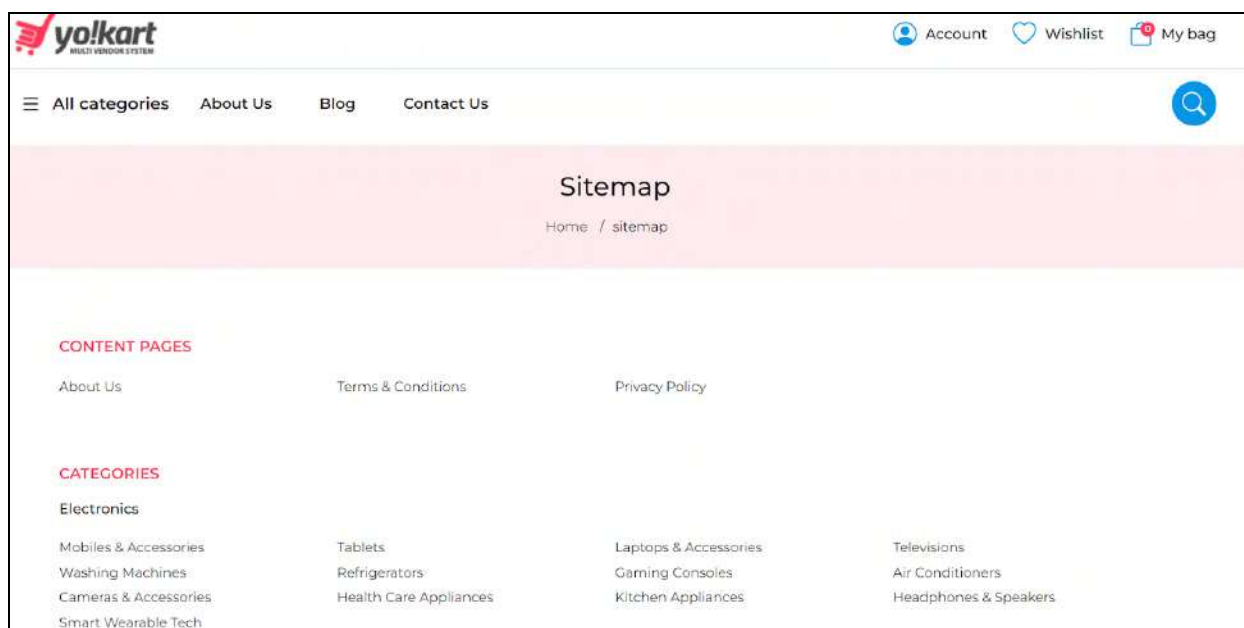 yo!kart
MULTI VENDOR SYSTEM
Account Wishlist 0 My bag
All categories About Us Blog Contact Us
Sitemap
Home / sitemap
CONTENT PAGES
About Us Terms & Conditions Privacy Policy
CATEGORIES
Electronics
Mobiles & Accessories Tablets Laptops & Accessories Televisions
Washing Machines Refrigerators Gaming Consoles Air Conditioners
Cameras & Accessories Health Care Appliances Kitchen Appliances Headphones & Speakers
Smart Wearable Tech